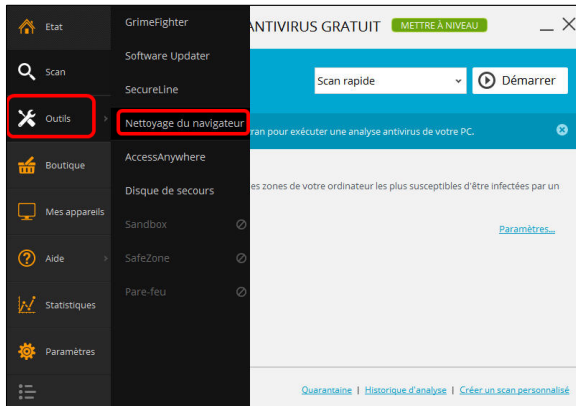 Etat
Scan
Outils
Boutique
Mes appareils
Aide
Statistiques
Paramètres
GrimeFighter
Software Updater
SecureLine
Nettoyage du navigateur
AccessAnywhere
Disque de secours
Sandbox
SafeZone
Pare-feu
ANTIVIRUS GRATUIT METTRE À NIVEAU
Scan rapide Démarrer
pour exécuter une analyse antivirus de votre PC.
es zones de votre ordinateur les plus susceptibles d'être infectées par un
Paramètres...
Quarantaine | Historique d'analyse | Créer un scan personnalisé